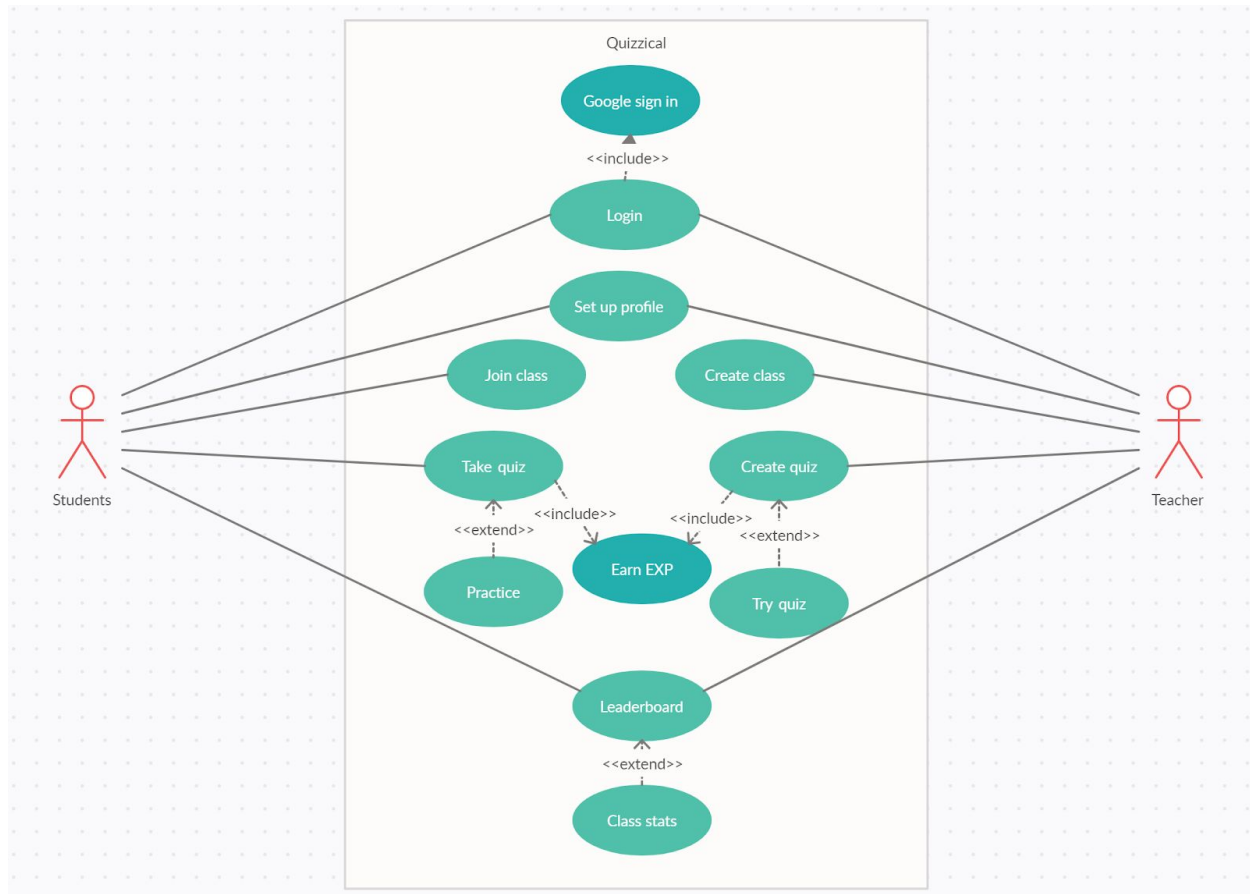 Quizzical
Google sign in
<<include>>
Login
Set up profile
Join class
Create class
Take quiz
Create quiz
Students
Teacher
<<include>>
<<include>>
<<extend>>
<<extend>>
Earn EXP
Practice
Try quiz
Leaderboard
<<extend>>
Class stats